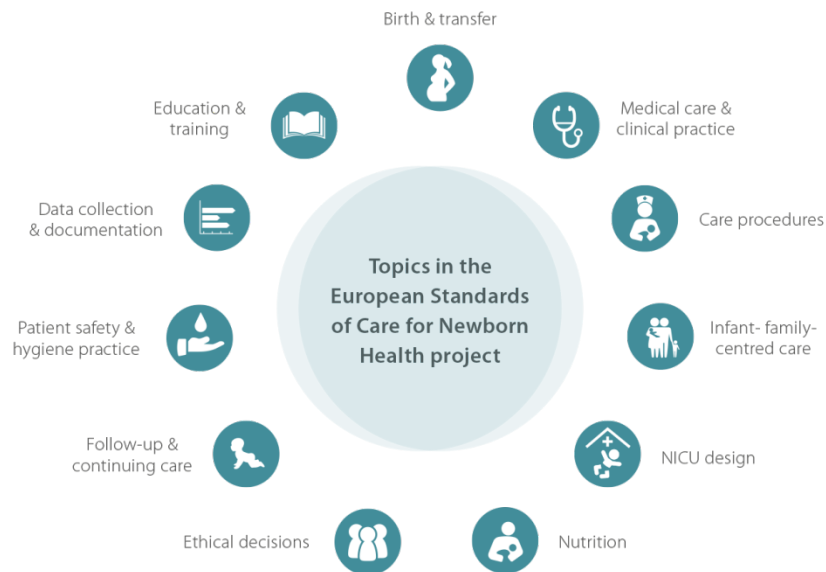 Birth & transfer
Medical care &
clinical practice
Care procedures
Infant- family-
centred care
NICU design
Nutrition
Ethical decisions
Follow-up &
continuing care
Patient safety &
hygiene practice
Data collection
& documentation
Education &
training
Topics in the
European Standards
of Care for Newborn
Health project